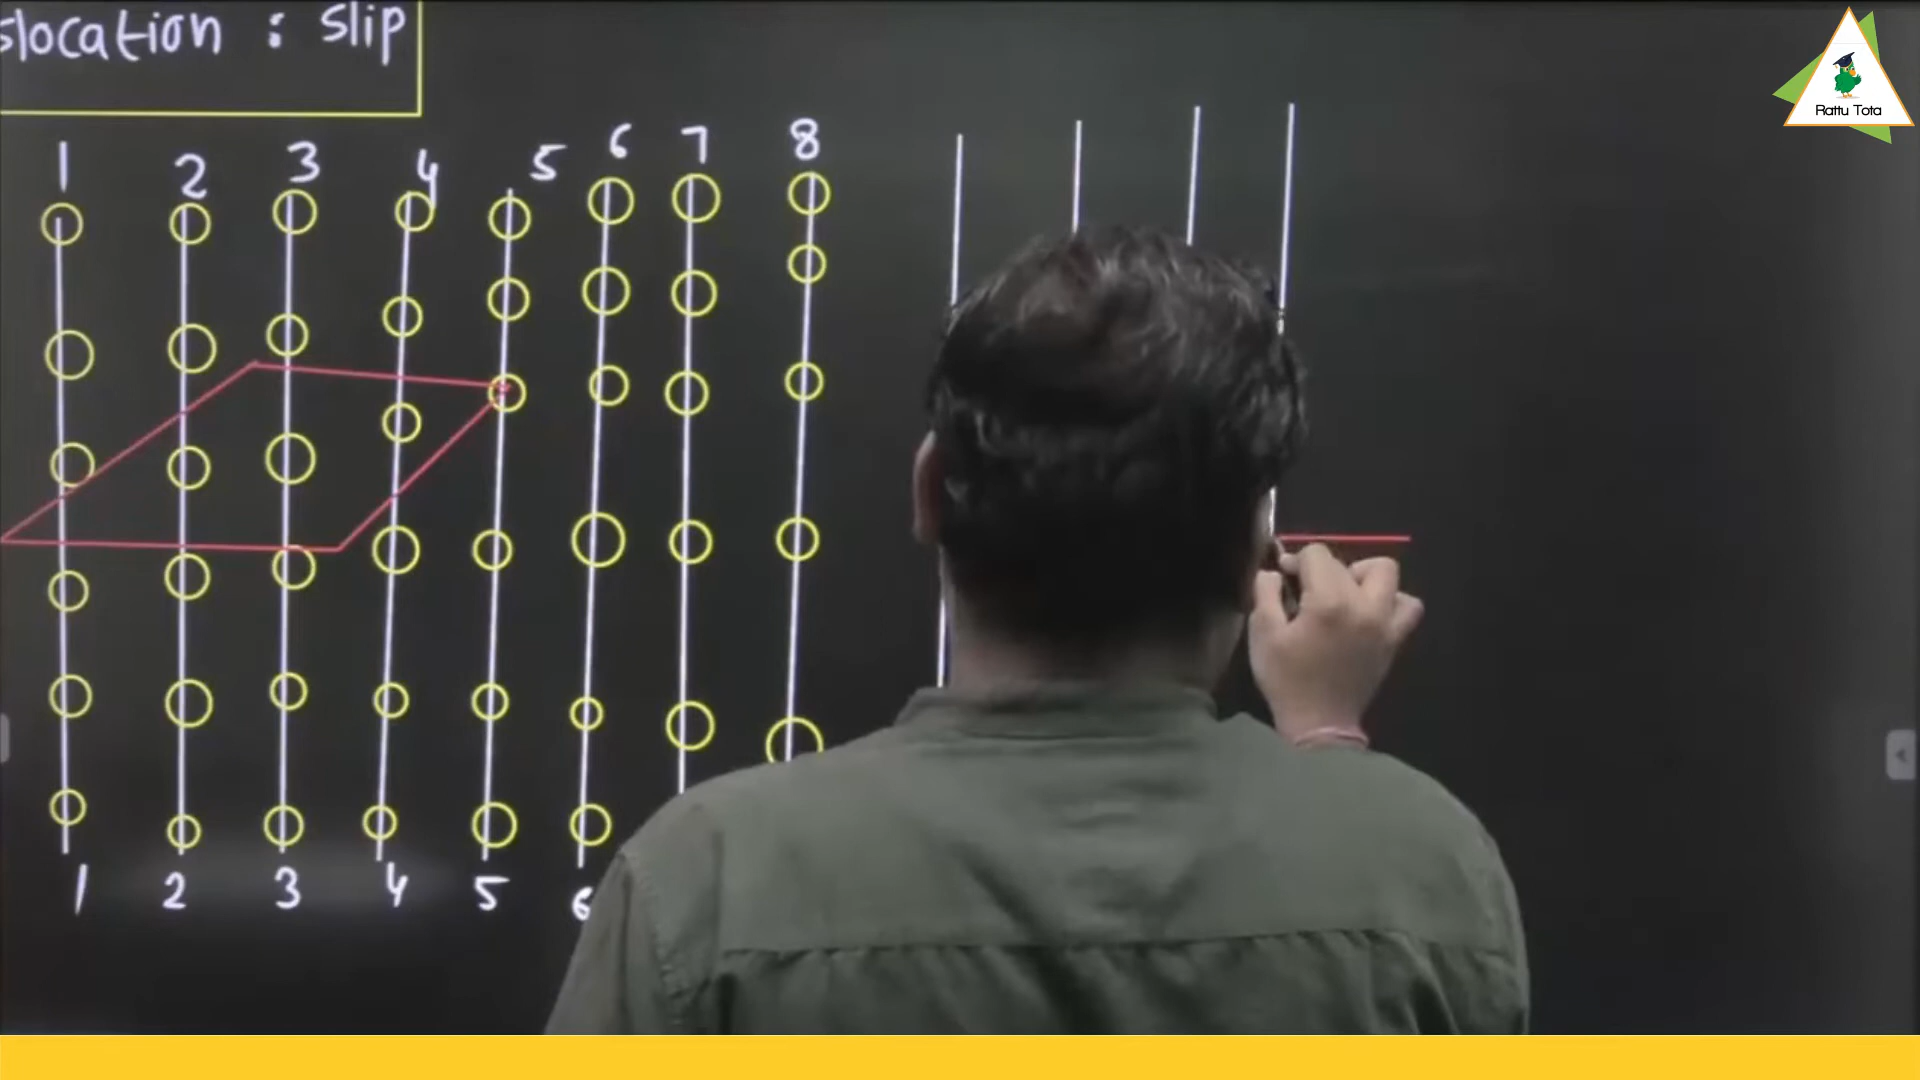 slocation : slip
1 2 3 4 5 6 7 8
1 2 3 4 5 6
Rattu Tota